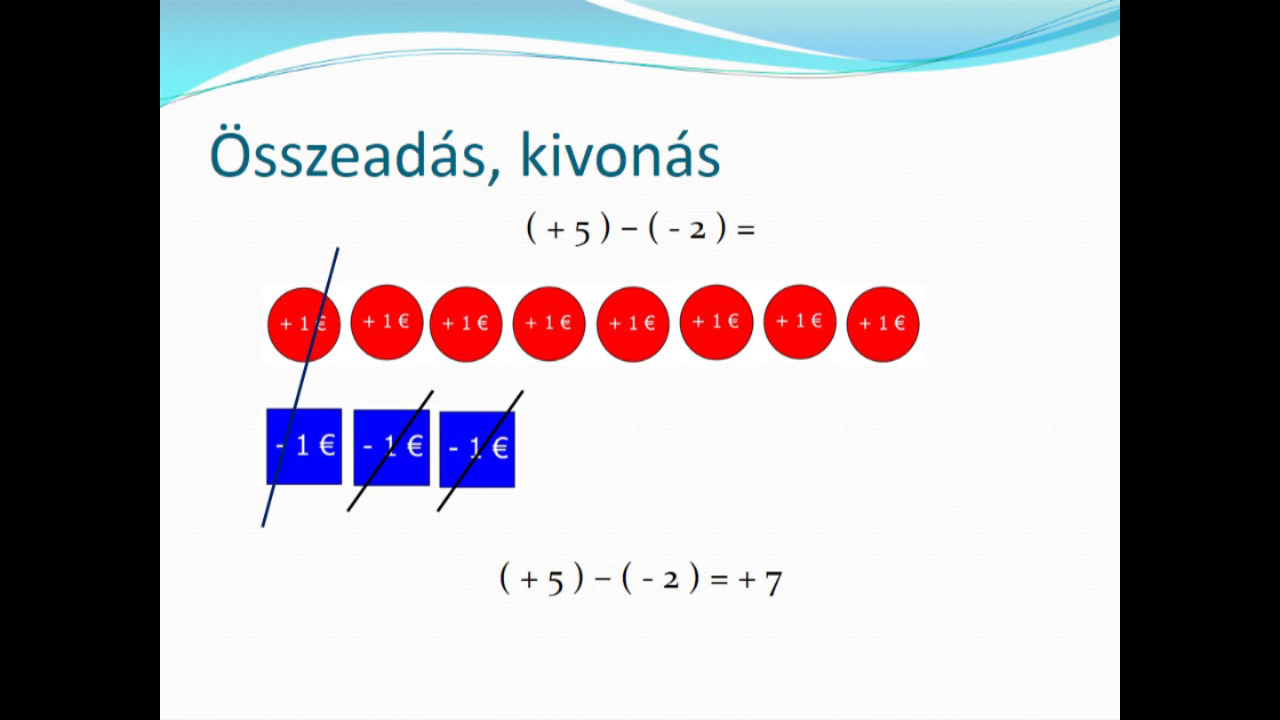 Összeadás, kivonás
( + 5 ) – ( - 2 ) =
+ 1 € + 1 € + 1 € + 1 € + 1 € + 1 € + 1 € + 1 €
- 1 € - 1 € - 1 €
( + 5 ) – ( - 2 ) = + 7